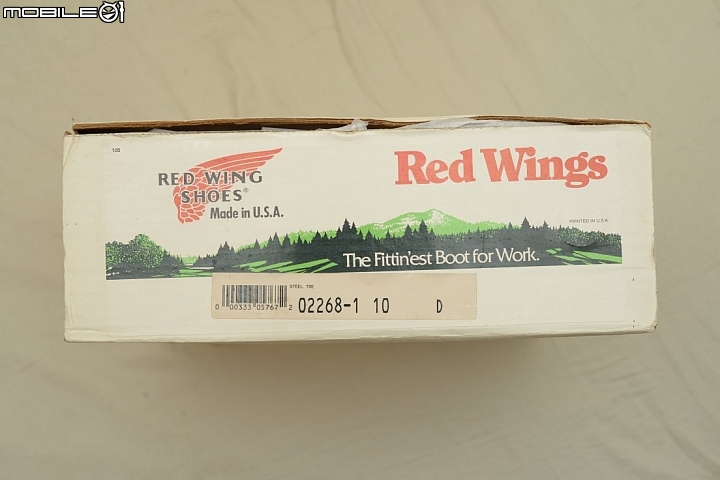 mobile01
105
RED WING
SHOES®
Made in U.S.A.
Red Wings
PRINTED IN U.S.A.
The Fittin'est Boot for Work.
STEEL TOE
0 00333 05767 2
02268-1 10 D